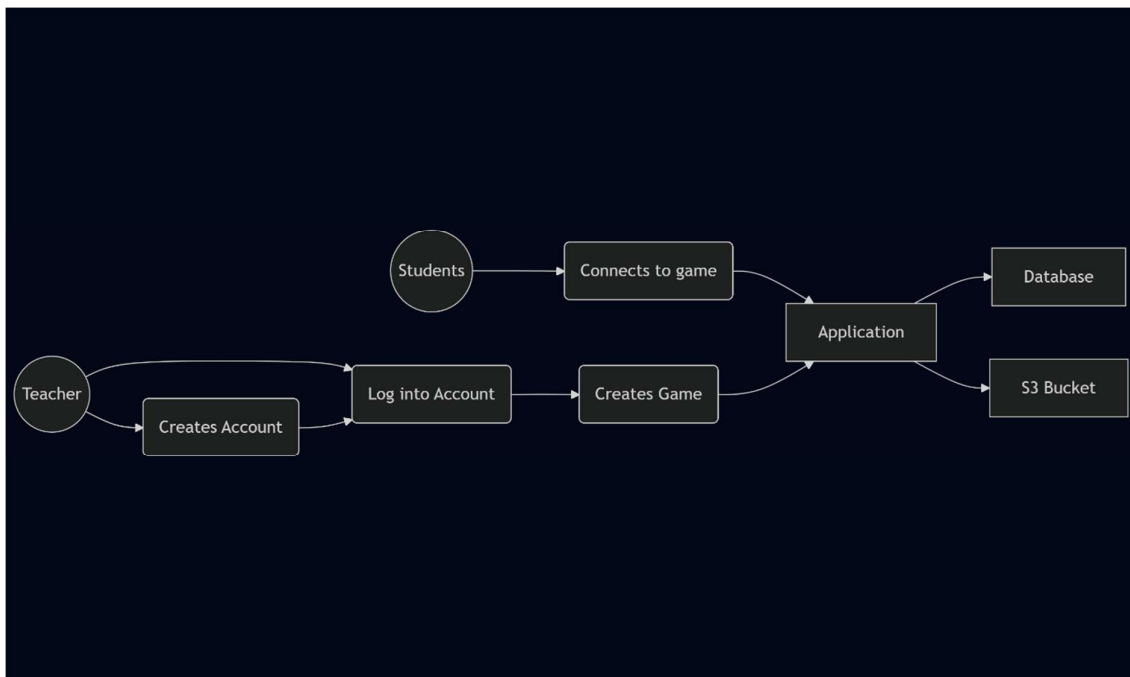 Students
Connects to game
Database
Application
Teacher
Log into Account
Creates Game
S3 Bucket
Creates Account